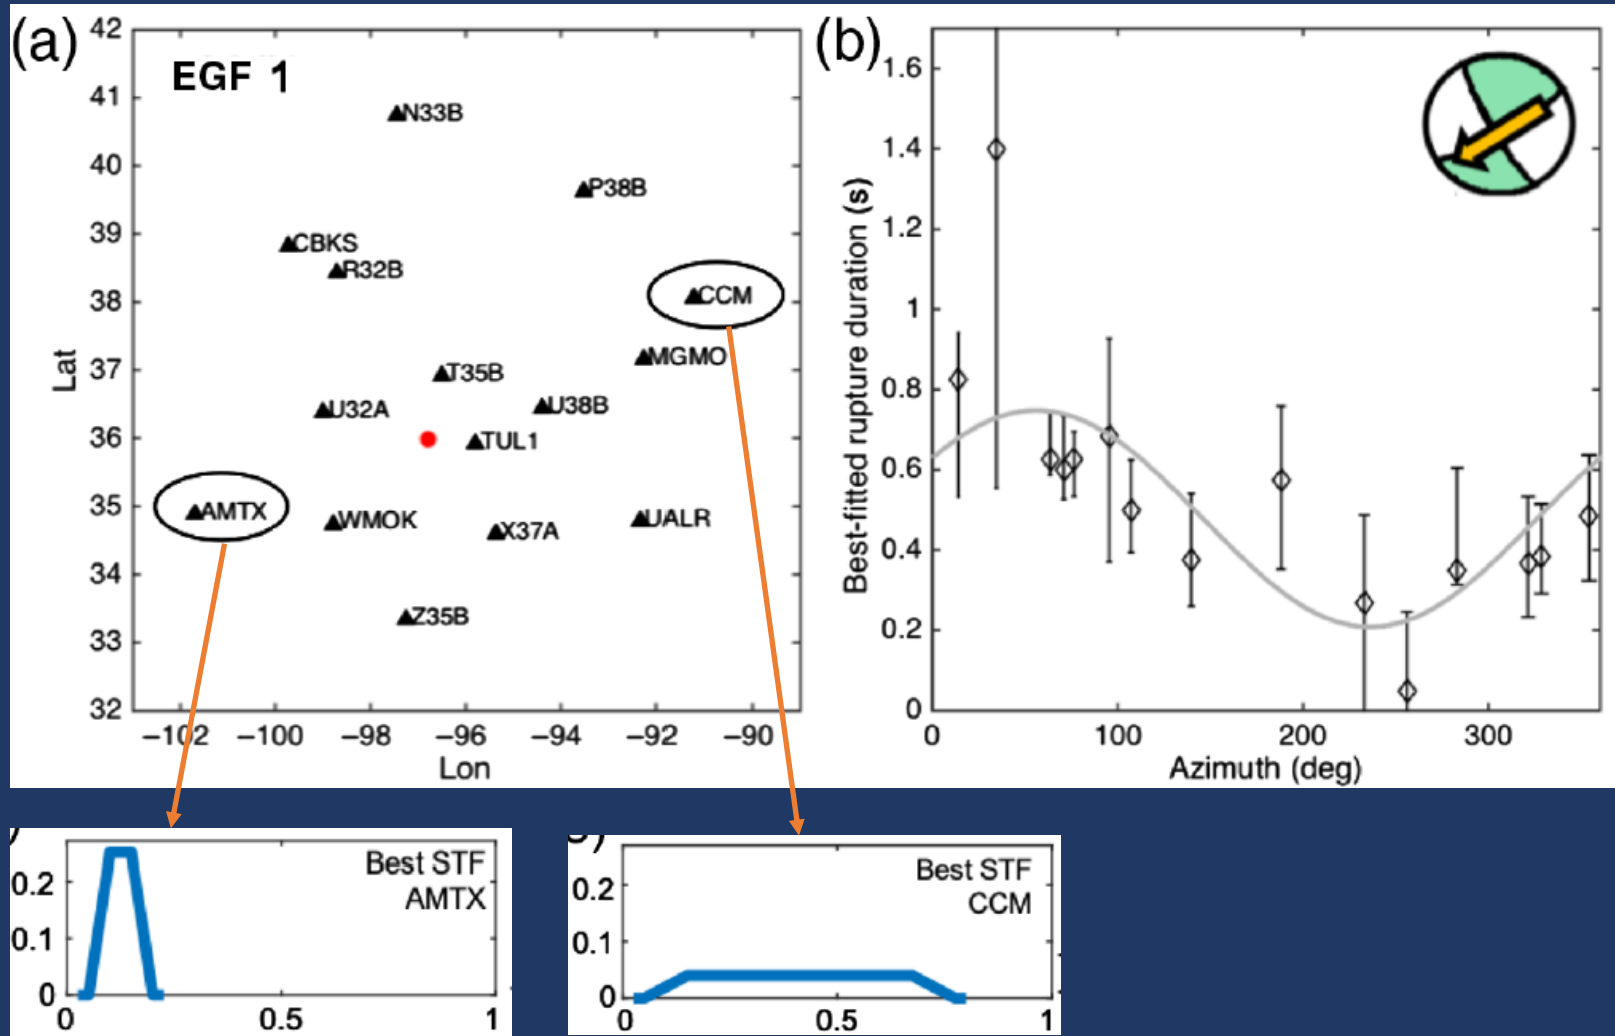 (a)
EGF 1
42
41
40
39
38
37
36
35
34
33
32
Lat
N33B
P38B
CBKS
R32B
CCM
MGMO
T35B
U32A
U38B
TUL1
AMTX
WMOK
X37A
UALR
Z35B
−102 −100 −98 −96 −94 −92 −90
Lon
(b)
1.6
1.4
1.2
1
0.8
0.6
0.4
0.2
0
Best-fitted rupture duration (s)
0 100 200 300
Azimuth (deg)
Best STF
AMTX
0.2
0.1
0
0 0.5 1
Best STF
CCM
0.2
0.1
0
0 0.5 1